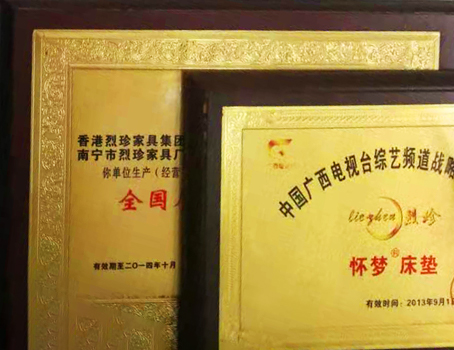 香港烈珍家具集团
南宁市烈珍家具厂
你单位生产(经营
全国
有效期至二〇一四年十月
中国广西电视台综艺频道战略
liezhen 烈珍
怀梦®床垫
有效时间:2013年9月1